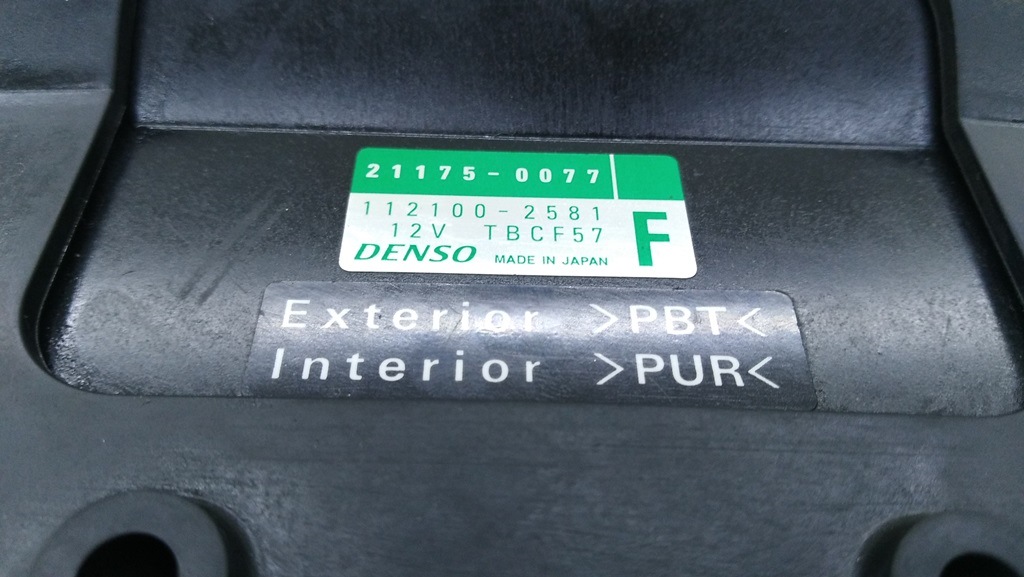 21175-0077
112100-2581
12V TBCF57
F
DENSO MADE IN JAPAN
Exterior >PBT<
Interior >PUR<